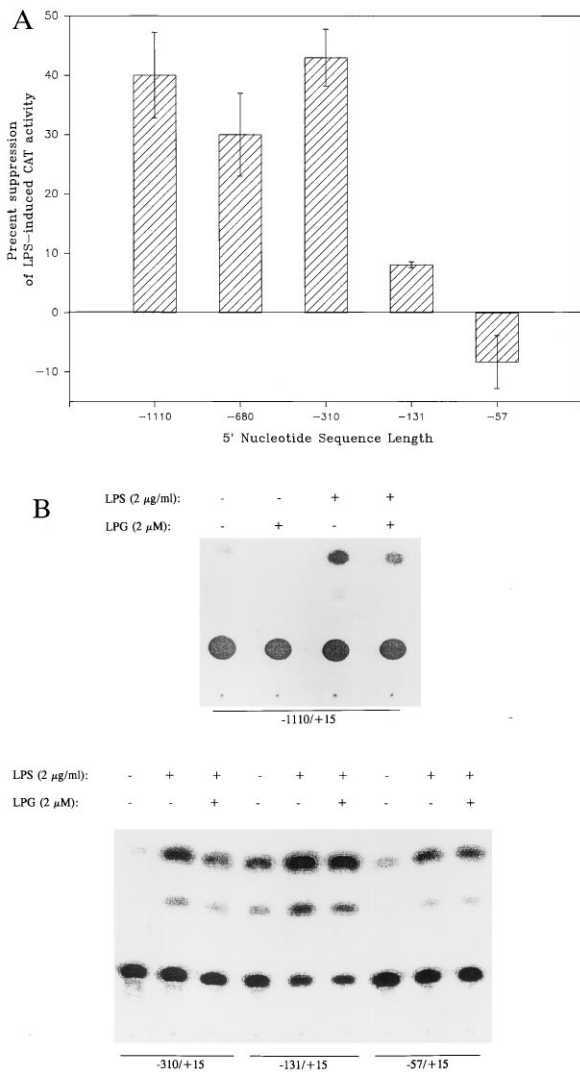 A
50
40
30
20
10
0
−10
Precent suppression
of LPS-induced CAT activity
−1110 −680 −310 −131 −57
5' Nucleotide Sequence Length
B
LPS (2 μg/ml): - - + +
LPG (2 μM): - + - +
-1110/+15
LPS (2 μg/ml): - + + - + + - + +
LPG (2 μM): - - + - - + - - +
-310/+15 -131/+15 -57/+15